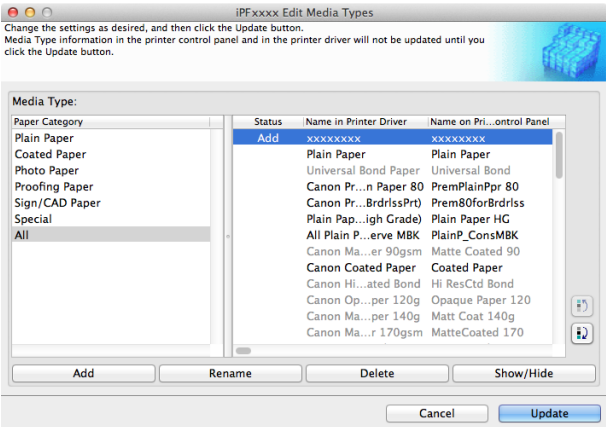 iPFxxxx Edit Media Types
Change the settings as desired, and then click the Update button.
Media Type information in the printer control panel and in the printer driver will not be updated until you
click the Update button.
Media Type:
Paper Category
Plain Paper
Coated Paper
Photo Paper
Proofing Paper
Sign/CAD Paper
Special
All
Status Name in Printer Driver Name on Pri...ontrol Panel
Add xxxxxxxx xxxxxxxx
Plain Paper Plain Paper
Universal Bond Paper Universal Bond
Canon Pr...n Paper 80 PremPlainPpr 80
Canon Pr...BrdrlssPrt) Prem80forBrdrlss
Plain Pap...igh Grade) Plain Paper HG
All Plain P...erve MBK PlainP_ConsMBK
Canon Ma...er 90gsm Matte Coated 90
Canon Coated Paper Coated Paper
Canon Hi...ated Bond Hi ResCtd Bond
Canon Op...per 120g Opaque Paper 120
Canon Ma...per 140g Matt Coat 140g
Canon Ma...r 170gsm MatteCoated 170
Add Rename Delete Show/Hide
Cancel Update